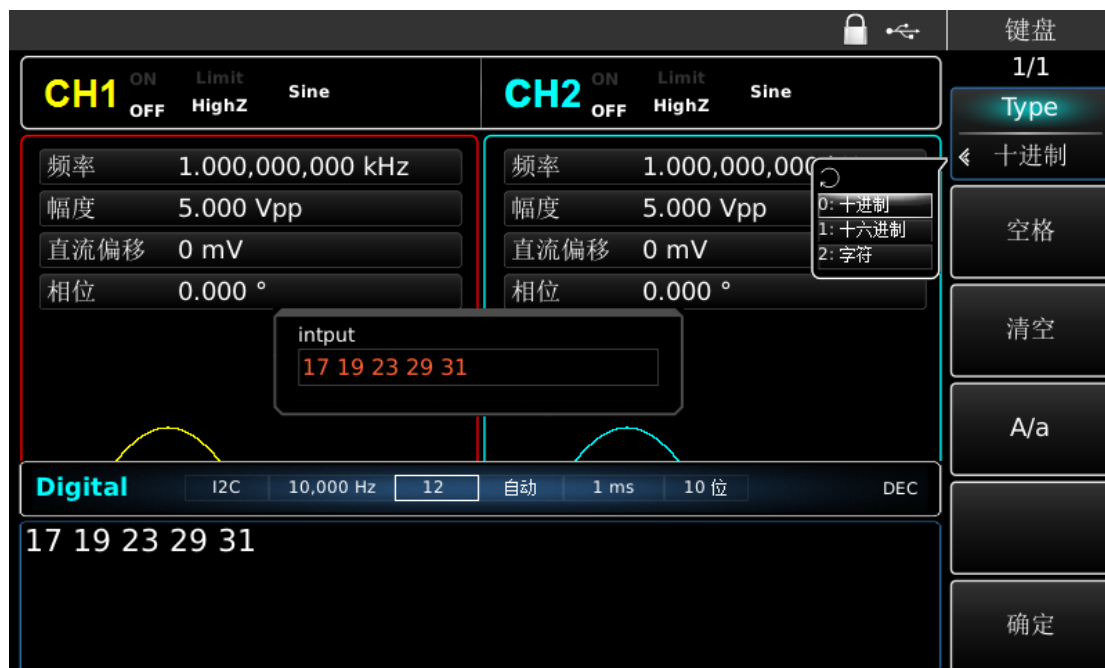 键盘
1/1
CH1 ON OFF Limit HighZ Sine
CH2 ON OFF Limit HighZ Sine
Type
十进制
频率 1.000,000,000 kHz
幅度 5.000 Vpp
直流偏移 0 mV
相位 0.000 °
频率 1.000,000,000
幅度 5.000 Vpp
直流偏移 0 mV
相位 0.000 °
0: 十进制
1: 十六进制
2: 字符
空格
清空
A/a
确定
intput
17 19 23 29 31
Digital I2C 10,000 Hz 12 自动 1 ms 10 位 DEC
17 19 23 29 31